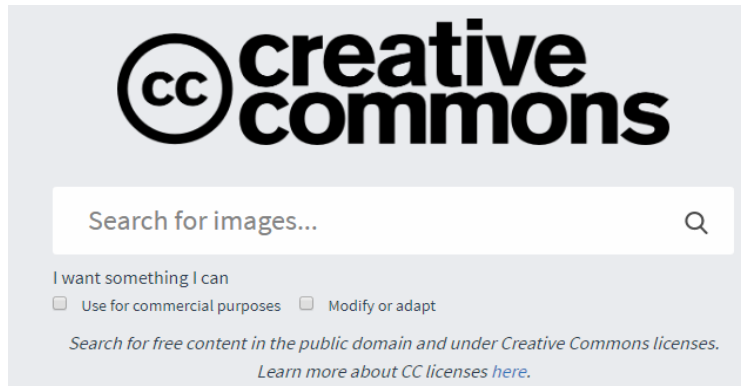 cc creative
commons
Search for images...
I want something I can
Use for commercial purposes Modify or adapt
Search for free content in the public domain and under Creative Commons licenses.
Learn more about CC licenses here.